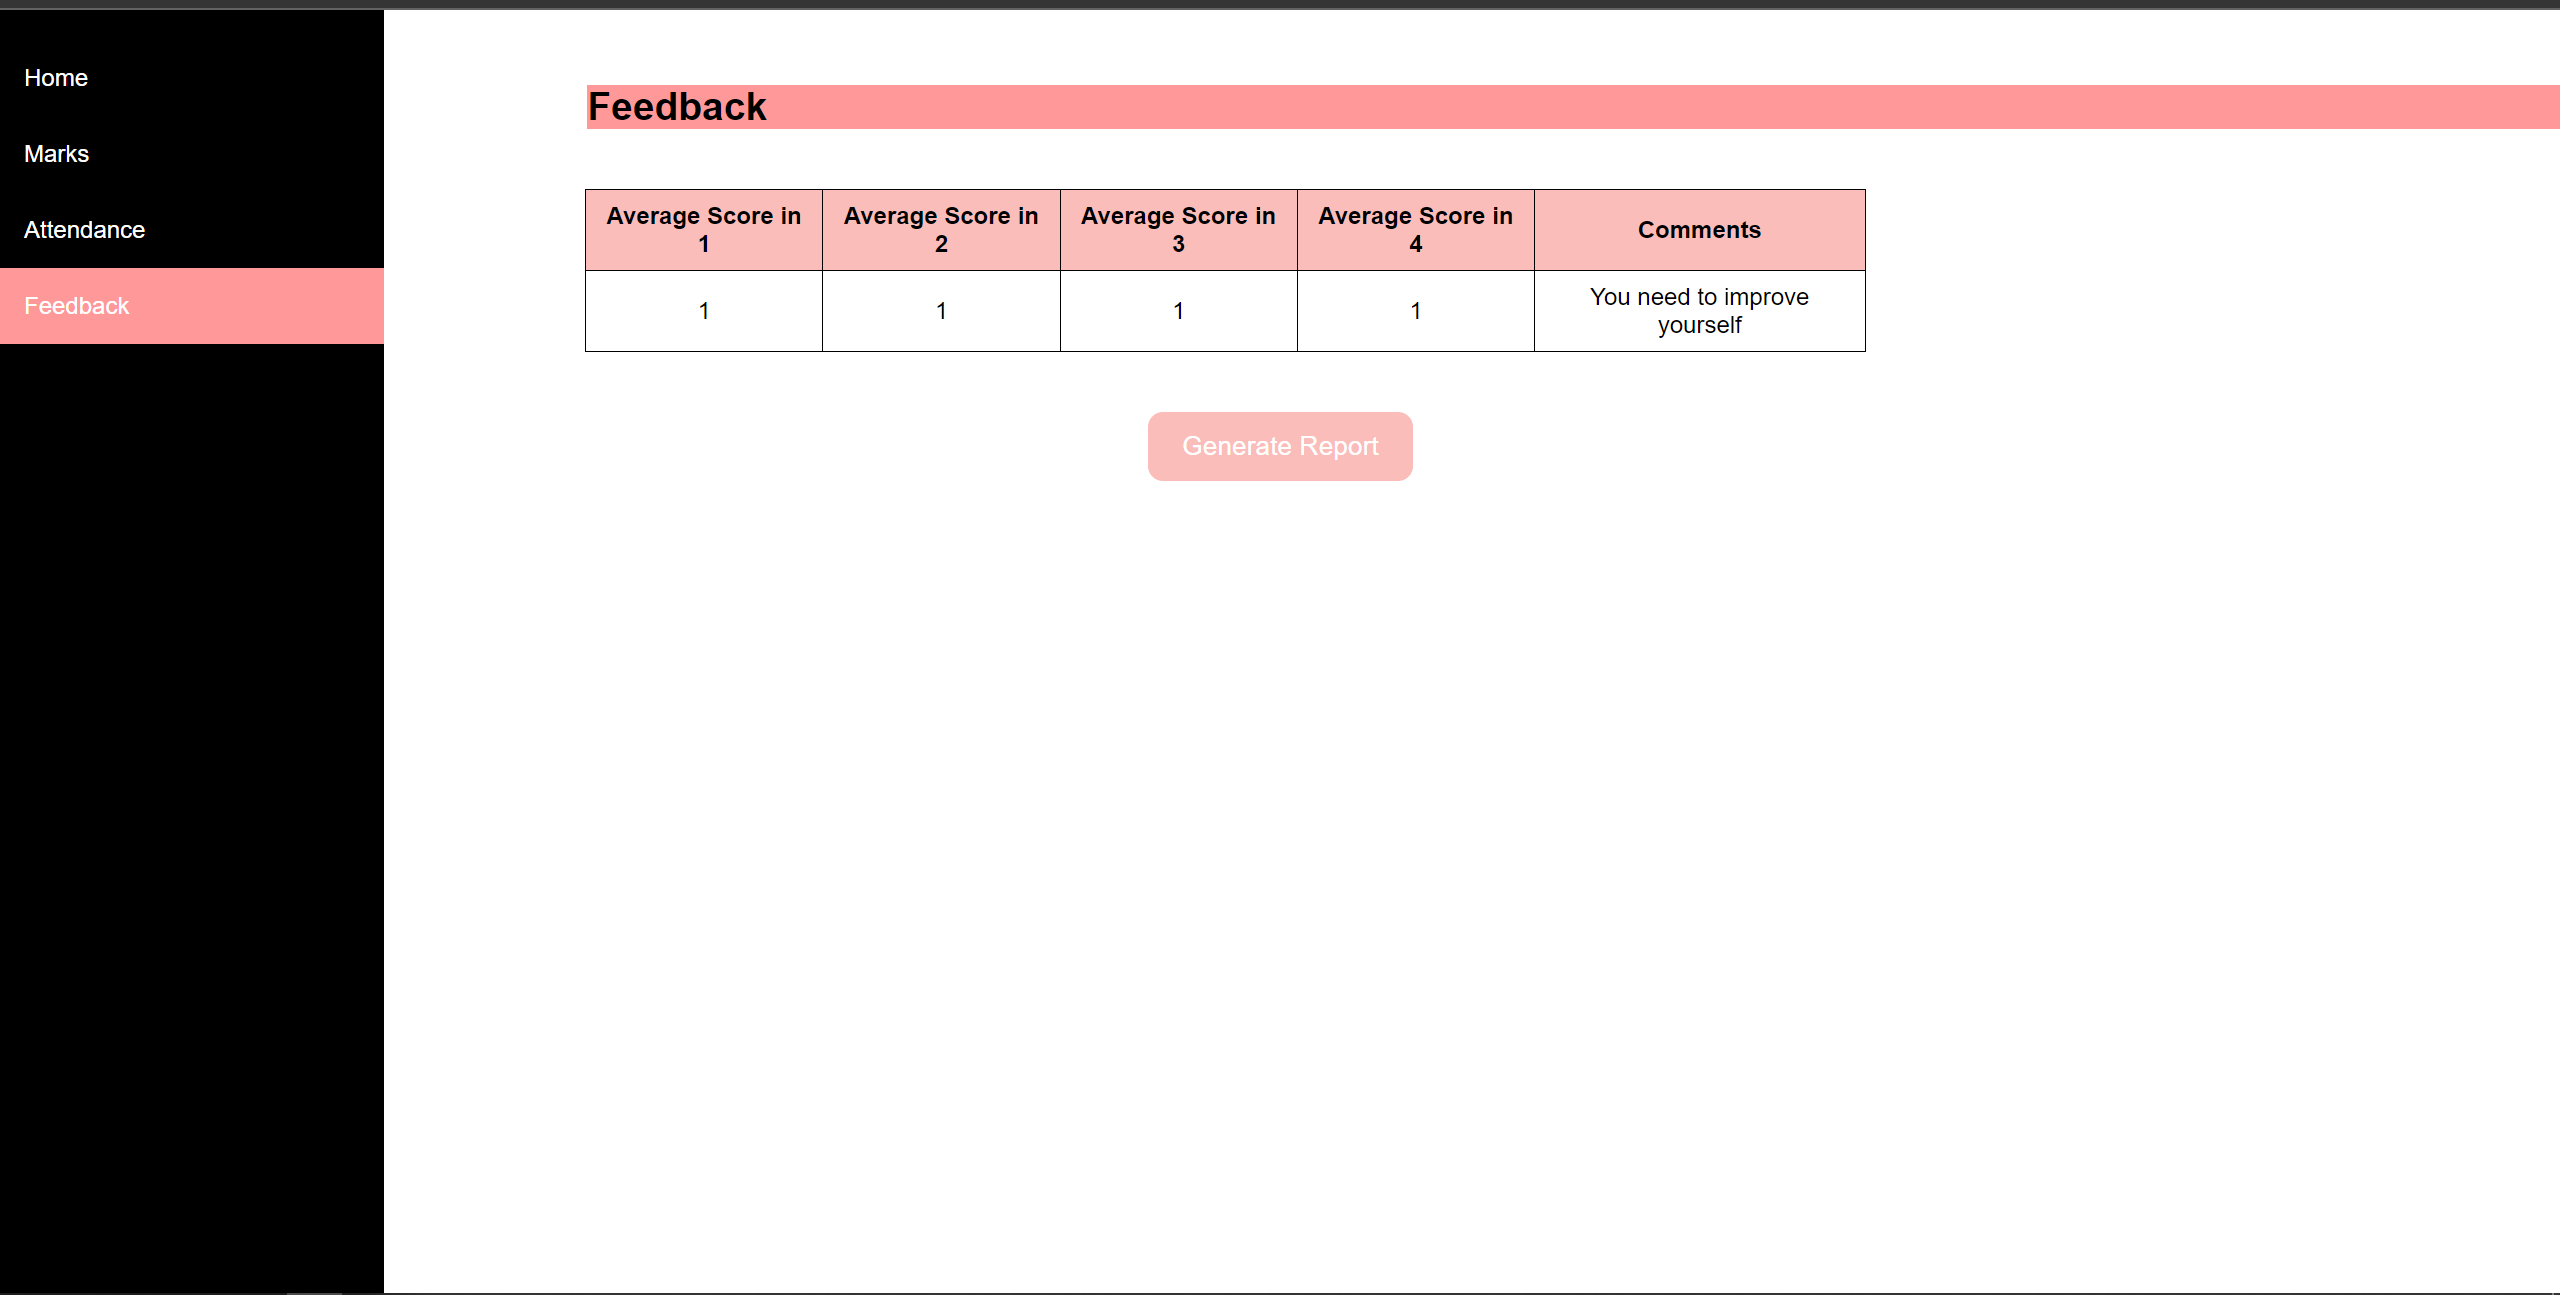 Home
Marks
Attendance
Feedback
Feedback
Average Score in
1
Average Score in
2
Average Score in
3
Average Score in
4
Comments
1
1
1
1
You need to improve
yourself
Generate Report